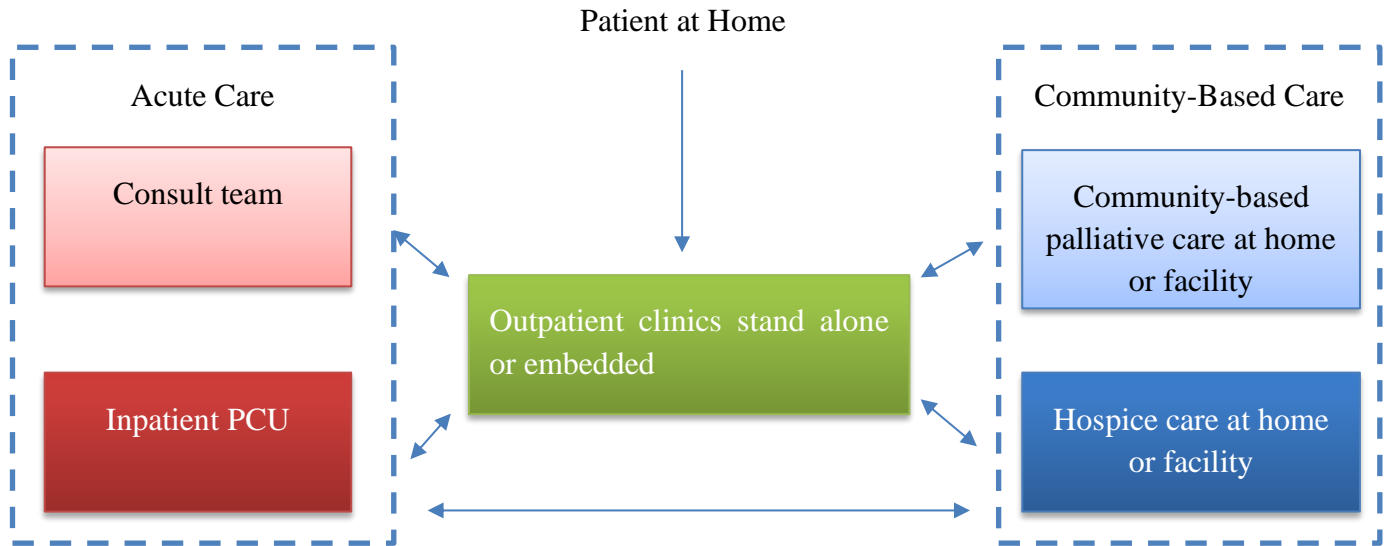 Patient at Home
Acute Care
Consult team
Inpatient PCU
Outpatient clinics stand alone
or embedded
Community-Based Care
Community-based
palliative care at home
or facility
Hospice care at home
or facility